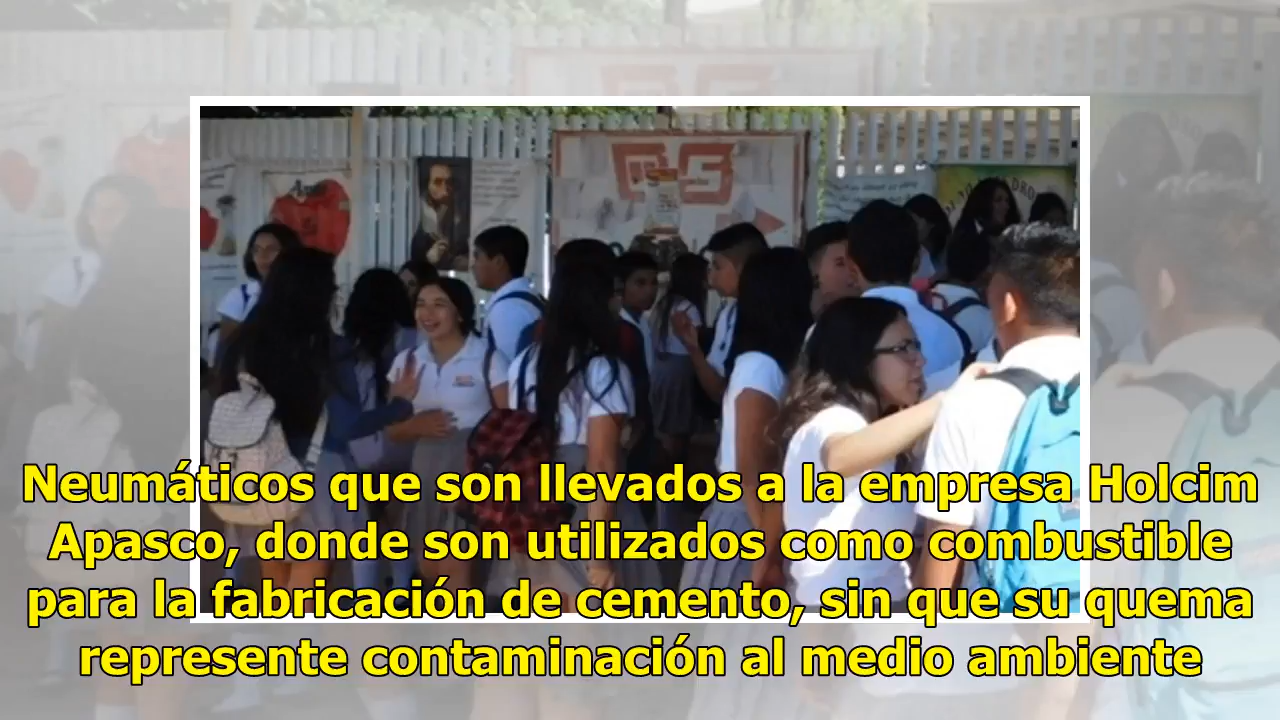 Neumáticos que son llevados a la empresa Holcim
Apasco, donde son utilizados como combustible
para la fabricación de cemento, sin que su quema
represente contaminación al medio ambiente